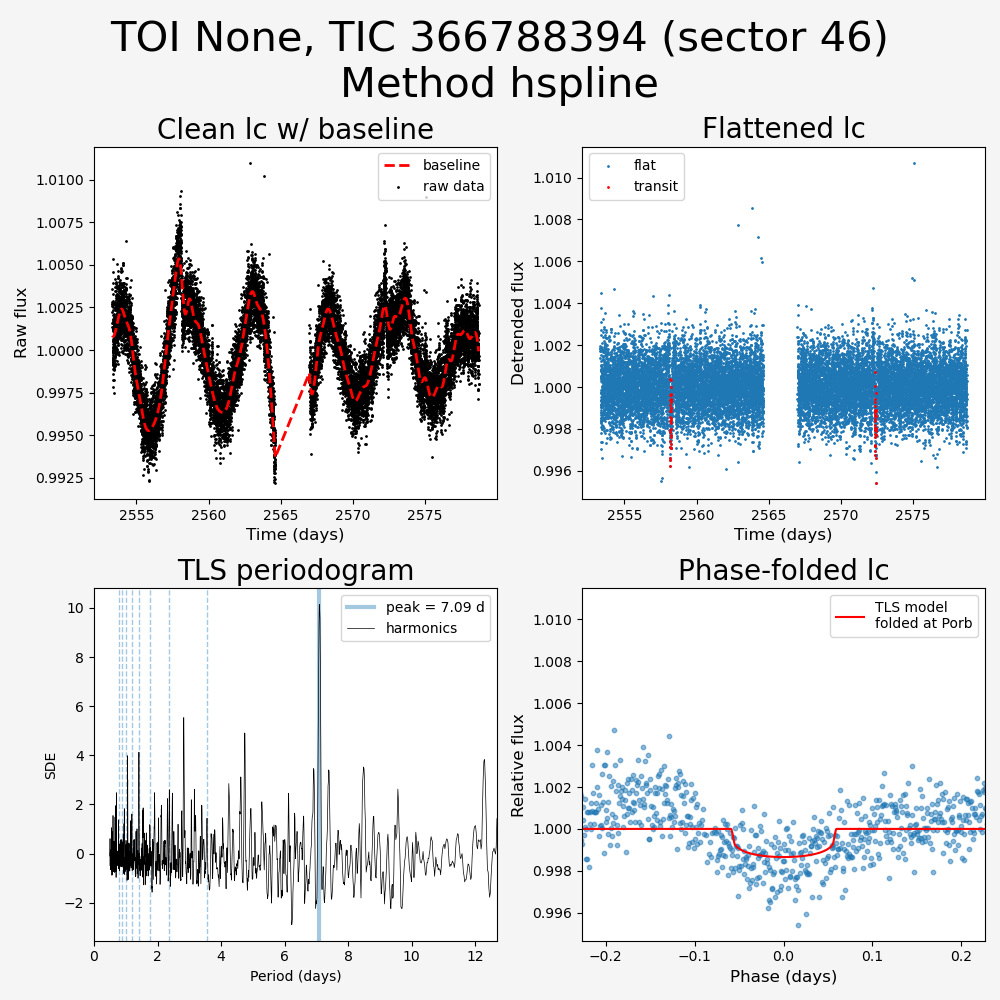 TOI None, TIC 366788394 (sector 46)
Method hspline
Clean lc w/ baseline
1.0100
1.0075
1.0050
1.0025
1.0000
0.9975
0.9950
0.9925
Raw flux
baseline
raw data
2555
2560
2565
2570
2575
Time (days)
Flattened lc
1.010
1.008
1.006
1.004
1.002
1.000
0.998
0.996
Detrended flux
flat
transit
2555
2560
2565
2570
2575
Time (days)
TLS periodogram
10
8
6
4
2
0
−2
SDE
peak = 7.09 d
harmonics
0
2
4
6
8
10
12
Period (days)
Phase-folded lc
1.010
1.008
1.006
1.004
1.002
1.000
0.998
0.996
Relative flux
TLS model
folded at Porb
−0.2
−0.1
0.0
0.1
0.2
Phase (days)